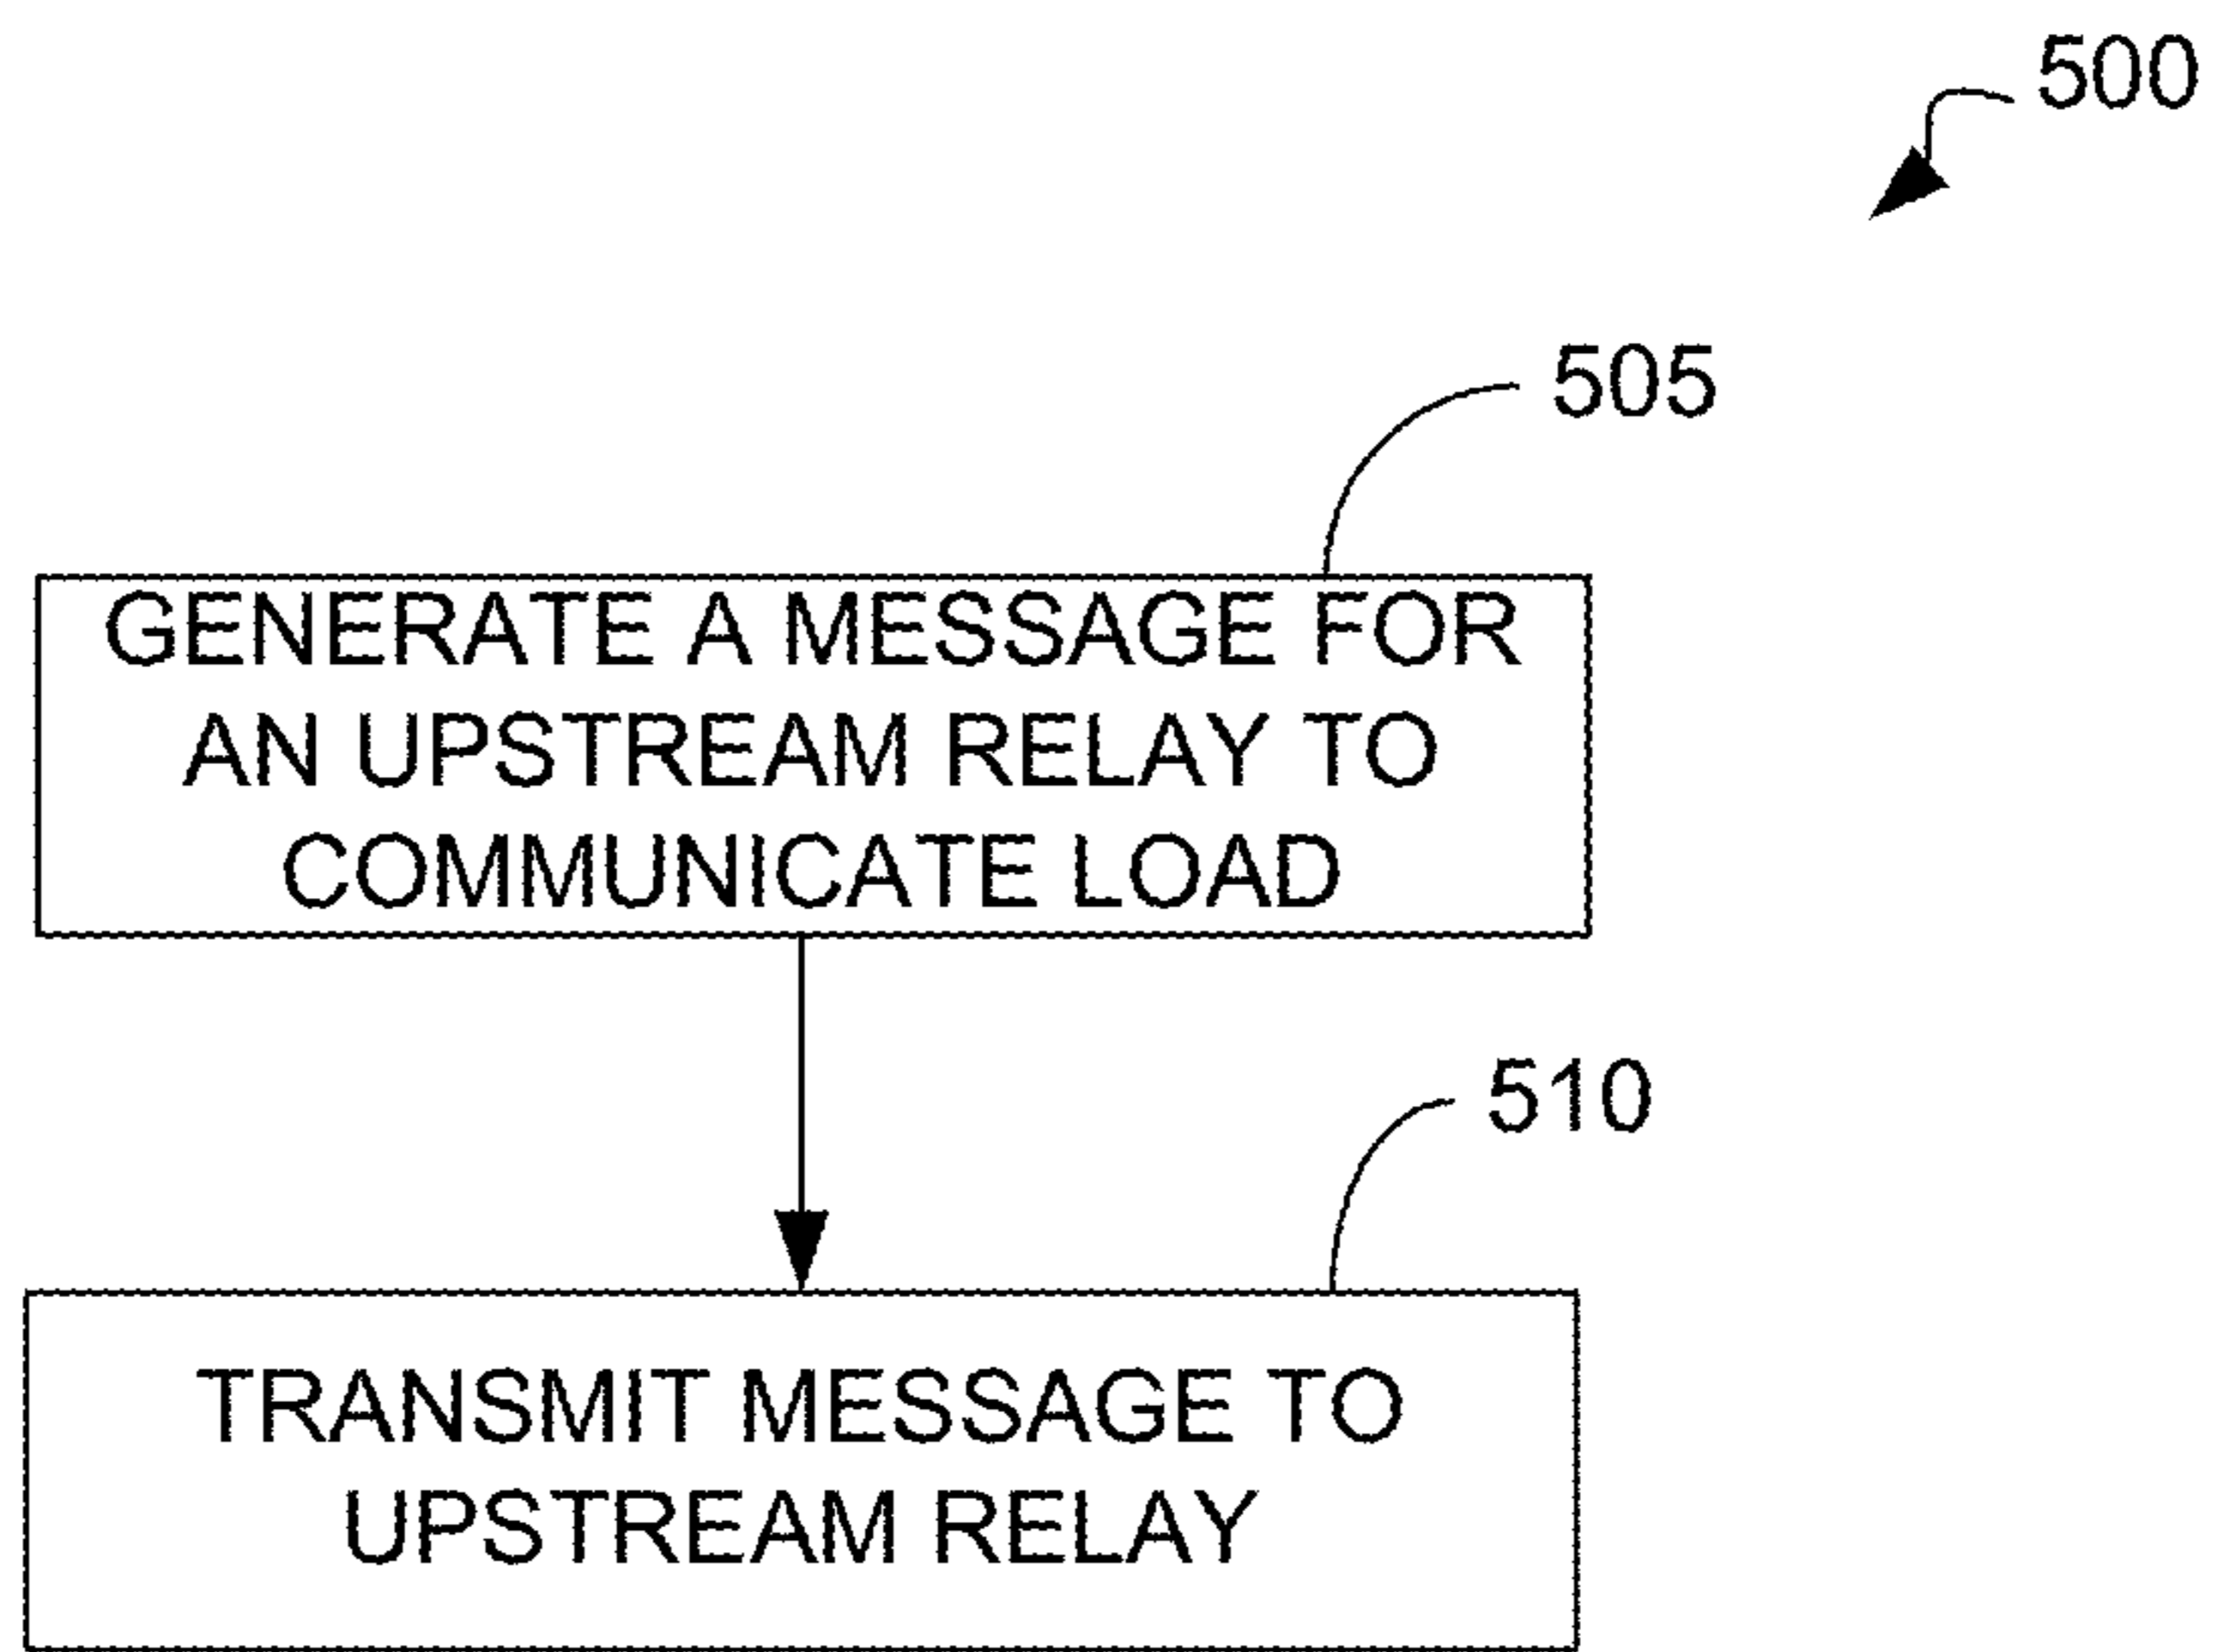 500
505
GENERATE A MESSAGE FOR
AN UPSTREAM RELAY TO
COMMUNICATE LOAD
510
TRANSMIT MESSAGE TO
UPSTREAM RELAY